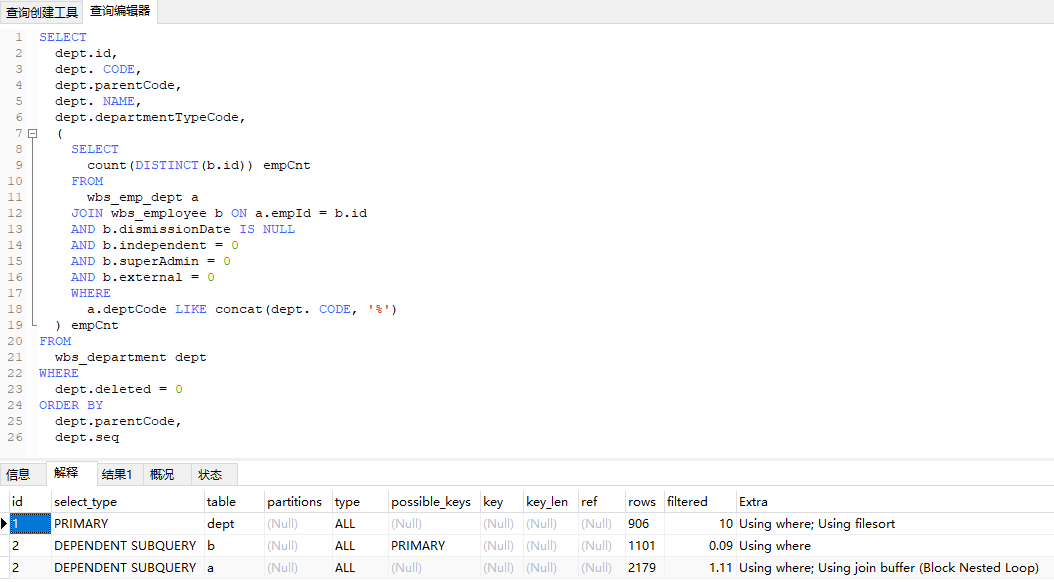 查询创建工具 查询编辑器
1 SELECT
2 dept.id,
3 dept. CODE,
4 dept.parentCode,
5 dept. NAME,
6 dept.departmentTypeCode,
7 (
8 SELECT
9 count(DISTINCT(b.id)) empCnt
10 FROM
11 wbs_emp_dept a
12 JOIN wbs_employee b ON a.empId = b.id
13 AND b.dismissionDate IS NULL
14 AND b.independent = 0
15 AND b.superAdmin = 0
16 AND b.external = 0
17 WHERE
18 a.deptCode LIKE concat(dept. CODE, '%')
19 ) empCnt
20 FROM
21 wbs_department dept
22 WHERE
23 dept.deleted = 0
24 ORDER BY
25 dept.parentCode,
26 dept.seq
信息 解释 结果1 概况 状态
id select_type table partitions type possible_keys key key_len ref rows filtered Extra
1 PRIMARY dept (Null) ALL (Null) (Null) (Null) (Null) 906 10 Using where; Using filesort
2 DEPENDENT SUBQUERY b (Null) ALL PRIMARY (Null) (Null) (Null) 1101 0.09 Using where
2 DEPENDENT SUBQUERY a (Null) ALL (Null) (Null) (Null) (Null) 2179 1.11 Using where; Using join buffer (Block Nested Loop)